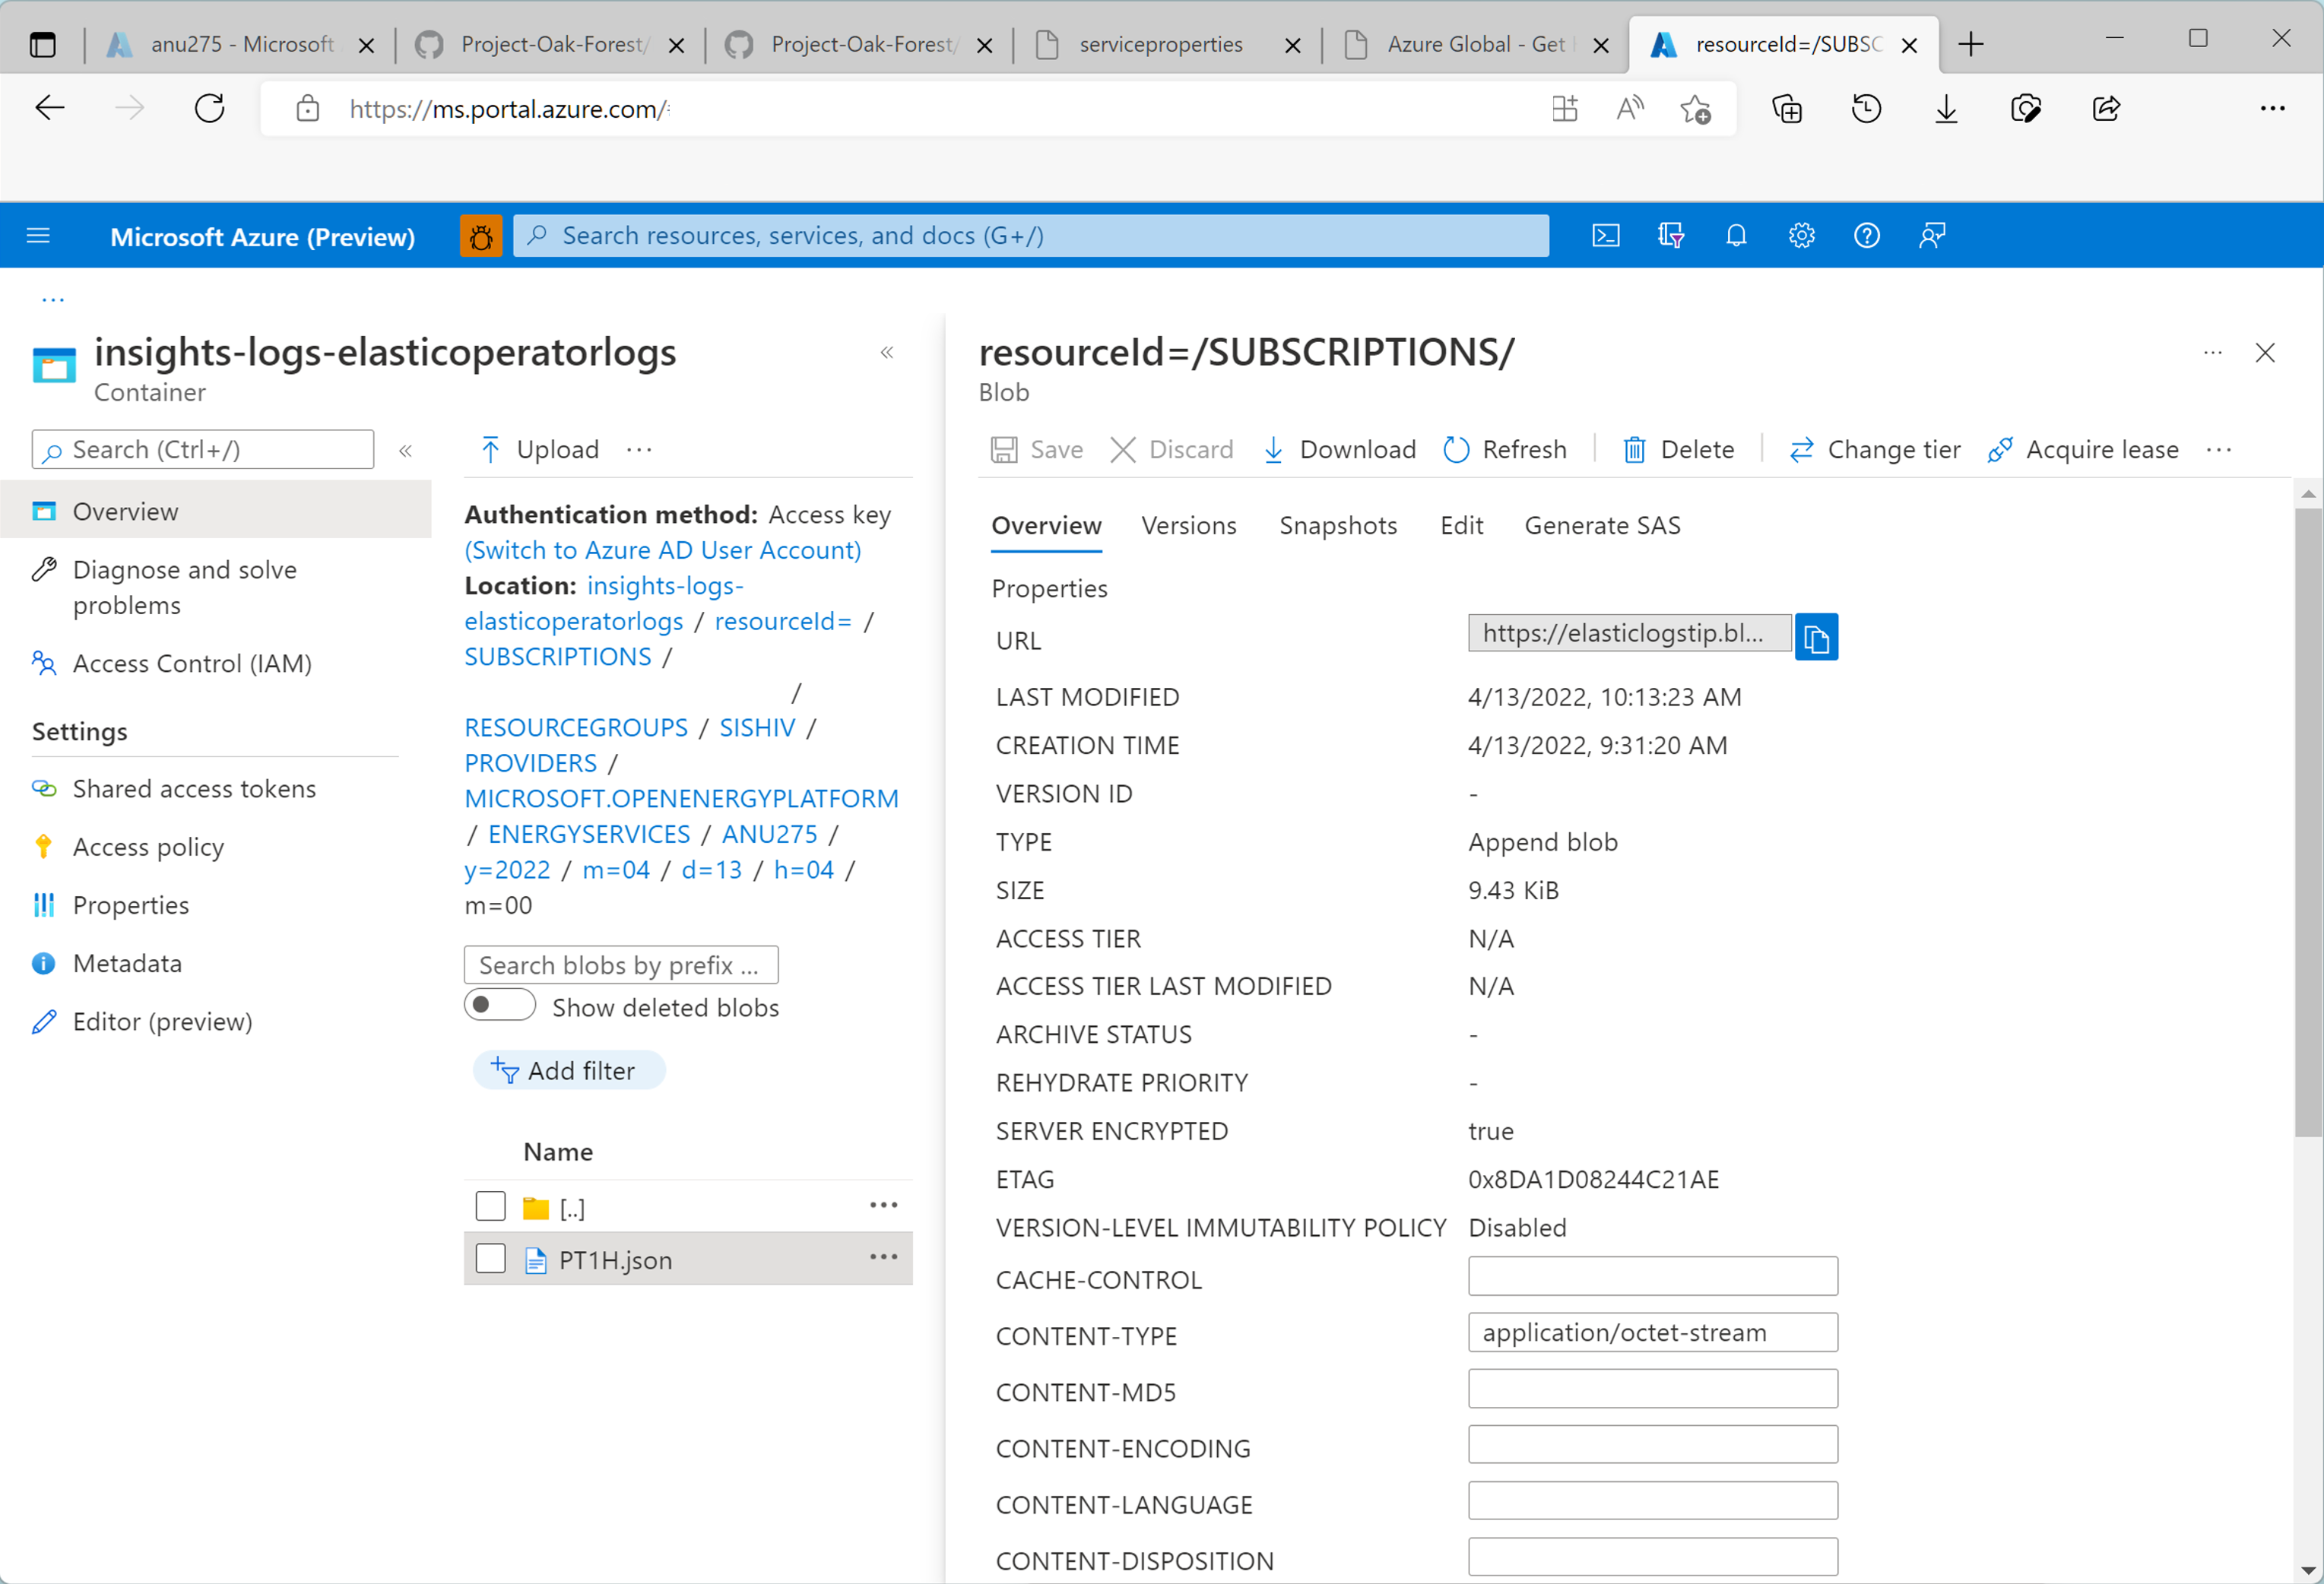 anu275 - Microsoft
Project-Oak-Forest/
Project-Oak-Forest/
serviceproperties
Azure Global - Get
resourceId=/SUBSC
https://ms.portal.azure.com/
Microsoft Azure (Preview)
Search resources, services, and docs (G+/)
...
insights-logs-elasticoperatorlogs
Container
Search (Ctrl+/)
Overview
Diagnose and solve
problems
Access Control (IAM)
Settings
Shared access tokens
Access policy
Properties
Metadata
Editor (preview)
Upload ...
Authentication method: Access key
(Switch to Azure AD User Account)
Location: insights-logs-
elasticoperatorlogs / resourceId= /
SUBSCRIPTIONS /
/
RESOURCEGROUPS / SISHIV /
PROVIDERS /
MICROSOFT.OPENENERGYPLATFORM
/ ENERGYSERVICES / ANU275 /
y=2022 / m=04 / d=13 / h=04 /
m=00
Search blobs by prefix ...
Show deleted blobs
Add filter
Name
[..]
PT1H.json
resourceId=/SUBSCRIPTIONS/
Blob
Save Discard Download Refresh Delete Change tier Acquire lease ...
Overview Versions Snapshots Edit Generate SAS
Properties
URL https://elasticlogstip.bl...
LAST MODIFIED 4/13/2022, 10:13:23 AM
CREATION TIME 4/13/2022, 9:31:20 AM
VERSION ID -
TYPE Append blob
SIZE 9.43 KiB
ACCESS TIER N/A
ACCESS TIER LAST MODIFIED N/A
ARCHIVE STATUS -
REHYDRATE PRIORITY -
SERVER ENCRYPTED true
ETAG 0x8DA1D08244C21AE
VERSION-LEVEL IMMUTABILITY POLICY Disabled
CACHE-CONTROL
CONTENT-TYPE application/octet-stream
CONTENT-MD5
CONTENT-ENCODING
CONTENT-LANGUAGE
CONTENT-DISPOSITION